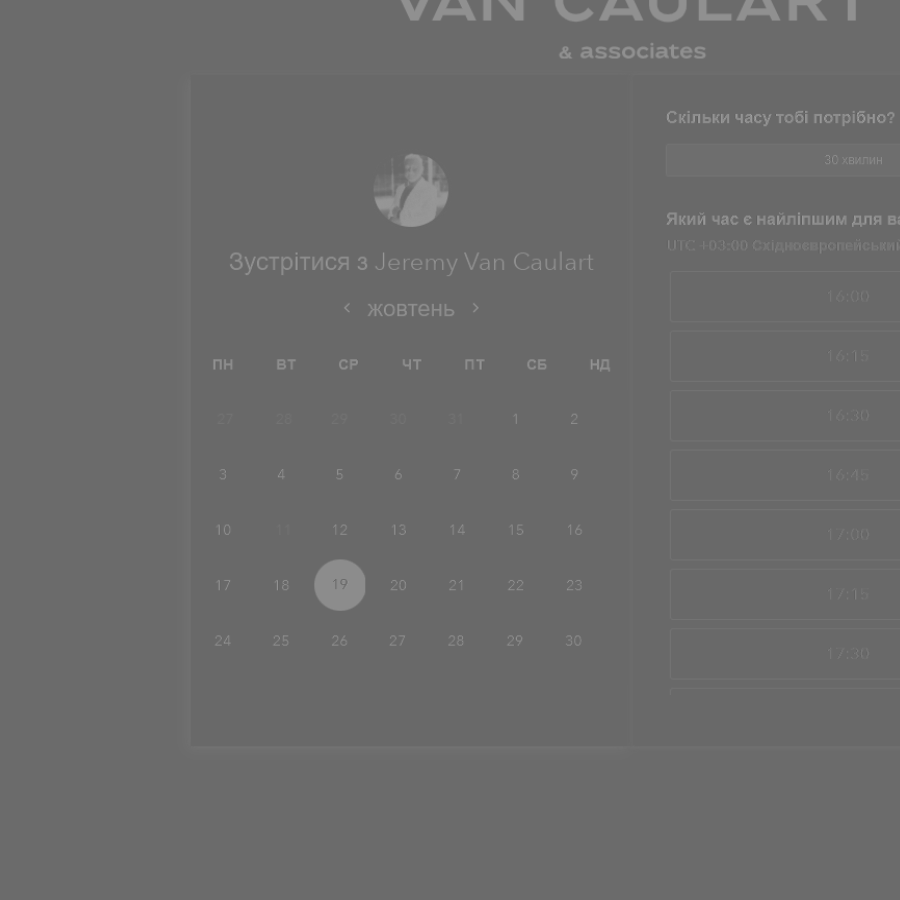 VAN CAULART
& associates
Зустрітися з Jeremy Van Caulart
жовтень
ПН ВТ СР ЧТ ПТ СБ НД
27 28 29 30 31 1 2
3 4 5 6 7 8 9
10 11 12 13 14 15 16
17 18 19 20 21 22 23
24 25 26 27 28 29 30
Скільки часу тобі потрібно?
30 хвилин
Який час є найліпшим для
UTC +03:00
16:00
16:15
16:30
16:45
17:00
17:15
17:30